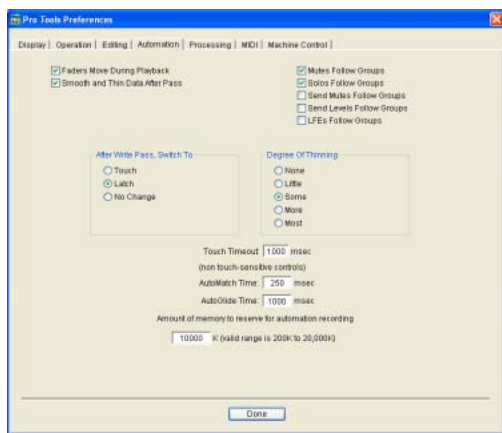 Pro Tools Preferences
Display | Operation | Editing | Automation | Processing | MIDI | Machine Control |
Faders Move During Playback
Smooth and Thin Data After Pass
Mutes Follow Groups
Solos Follow Groups
Send Mutes Follow Groups
Send Levels Follow Groups
LFEs Follow Groups
After Write Pass, Switch To
Touch
Latch
No Change
Degree Of Thinning
None
Little
Some
More
Most
Touch Timeout 1000 msec
(non touch-sensitive controls)
AutoMatch Time: 250 msec
AutoGlide Time: 1000 msec
Amount of memory to reserve for automation recording
10000 K (valid range is 200K to 20,000K)
Done